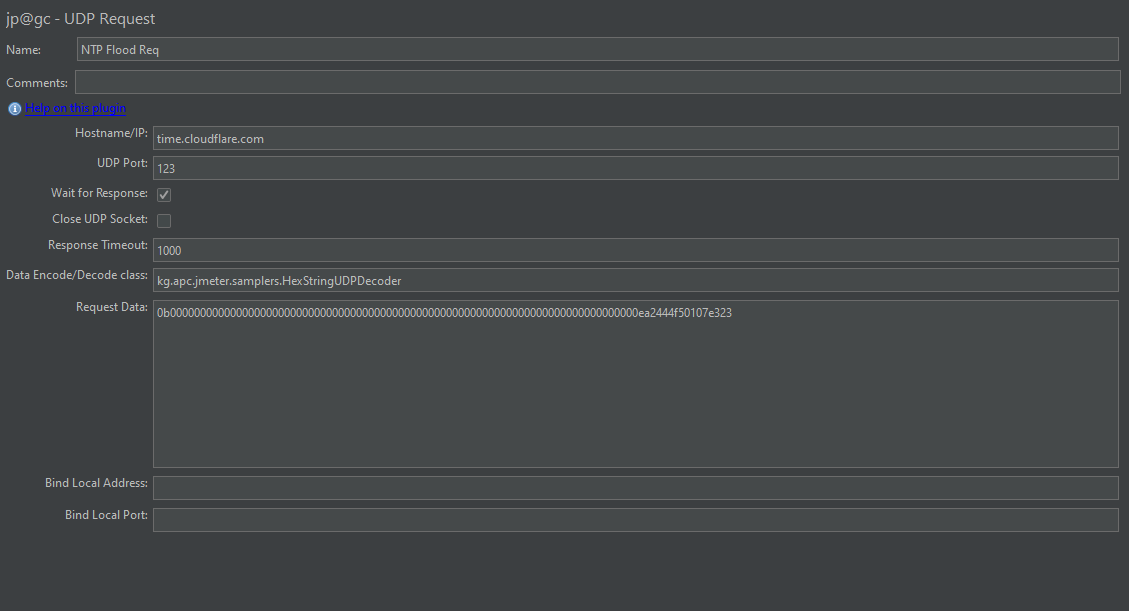 jp@gc - UDP Request
Name: NTP Flood Req
Comments:
Help on this plugin
Hostname/IP: time.cloudflare.com
UDP Port: 123
Wait for Response:
Close UDP Socket:
Response Timeout: 1000
Data Encode/Decode class: kg.apc.jmeter.samplers.HexStringUDPDecoder
Request Data: 0b000000000000000000000000000000000000000000000000000000000000000000000000000000ea2444f50107e323
Bind Local Address:
Bind Local Port: